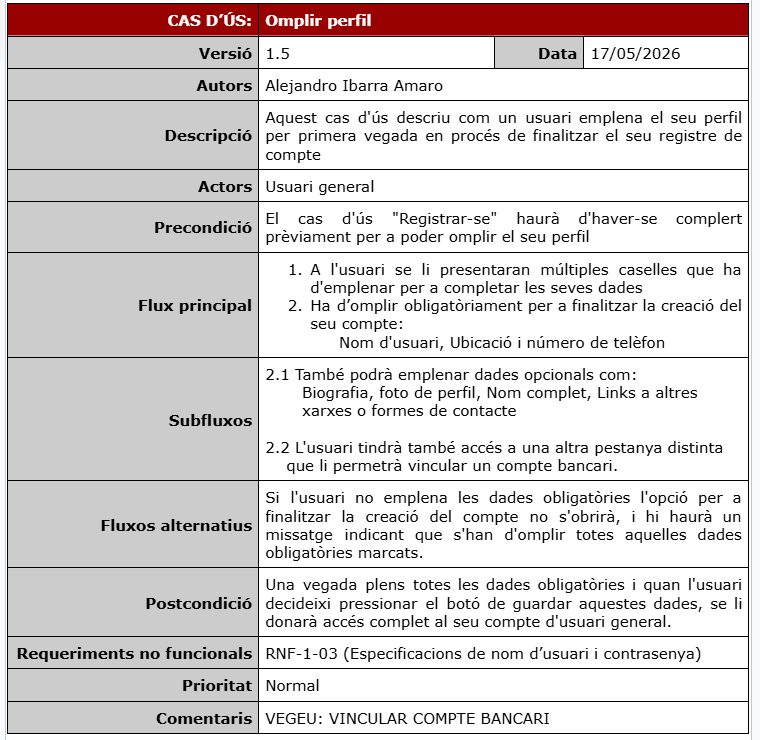 CAS D’ÚS: Omplir perfil
Versió 1.5 Data 17/05/2026
Autors Alejandro Ibarra Amaro
Descripció
Aquest cas d'ús descriu com un usuari emplena el seu perfil
per primera vegada en procés de finalitzar el seu registre de
compte
Actors Usuari general
Precondició
El cas d'ús "Registrar-se" haurà d'haver-se complert
prèviament per a poder omplir el seu perfil
Flux principal
1. A l'usuari se li presentaran múltiples caselles que ha
d'emplenar per a completar les seves dades
2. Ha d’omplir obligatòriament per a finalitzar la creació del
seu compte:
Nom d'usuari, Ubicació i número de telèfon
Subfluxos
2.1 També podrà emplenar dades opcionals com:
Biografia, foto de perfil, Nom complet, Links a altres
xarxes o formes de contacte
2.2 L'usuari tindrà també accés a una altra pestanya distinta
que li permetrà vincular un compte bancari.
Fluxos alternatius
Si l'usuari no emplena les dades obligatòries l'opció per a
finalitzar la creació del compte no s'obrirà, i hi haurà un
missatge indicant que s'han d'omplir totes aquelles dades
obligatòries marcats.
Postcondició
Una vegada plens totes les dades obligatòries i quan l'usuari
decideixi pressionar el botó de guardar aquestes dades, se li
donarà accés complet al seu compte d'usuari general.
Requeriments no funcionals RNF-1-03 (Especificacions de nom d’usuari i contrasenya)
Prioritat Normal
Comentaris VEGEU: VINCULAR COMPTE BANCARI